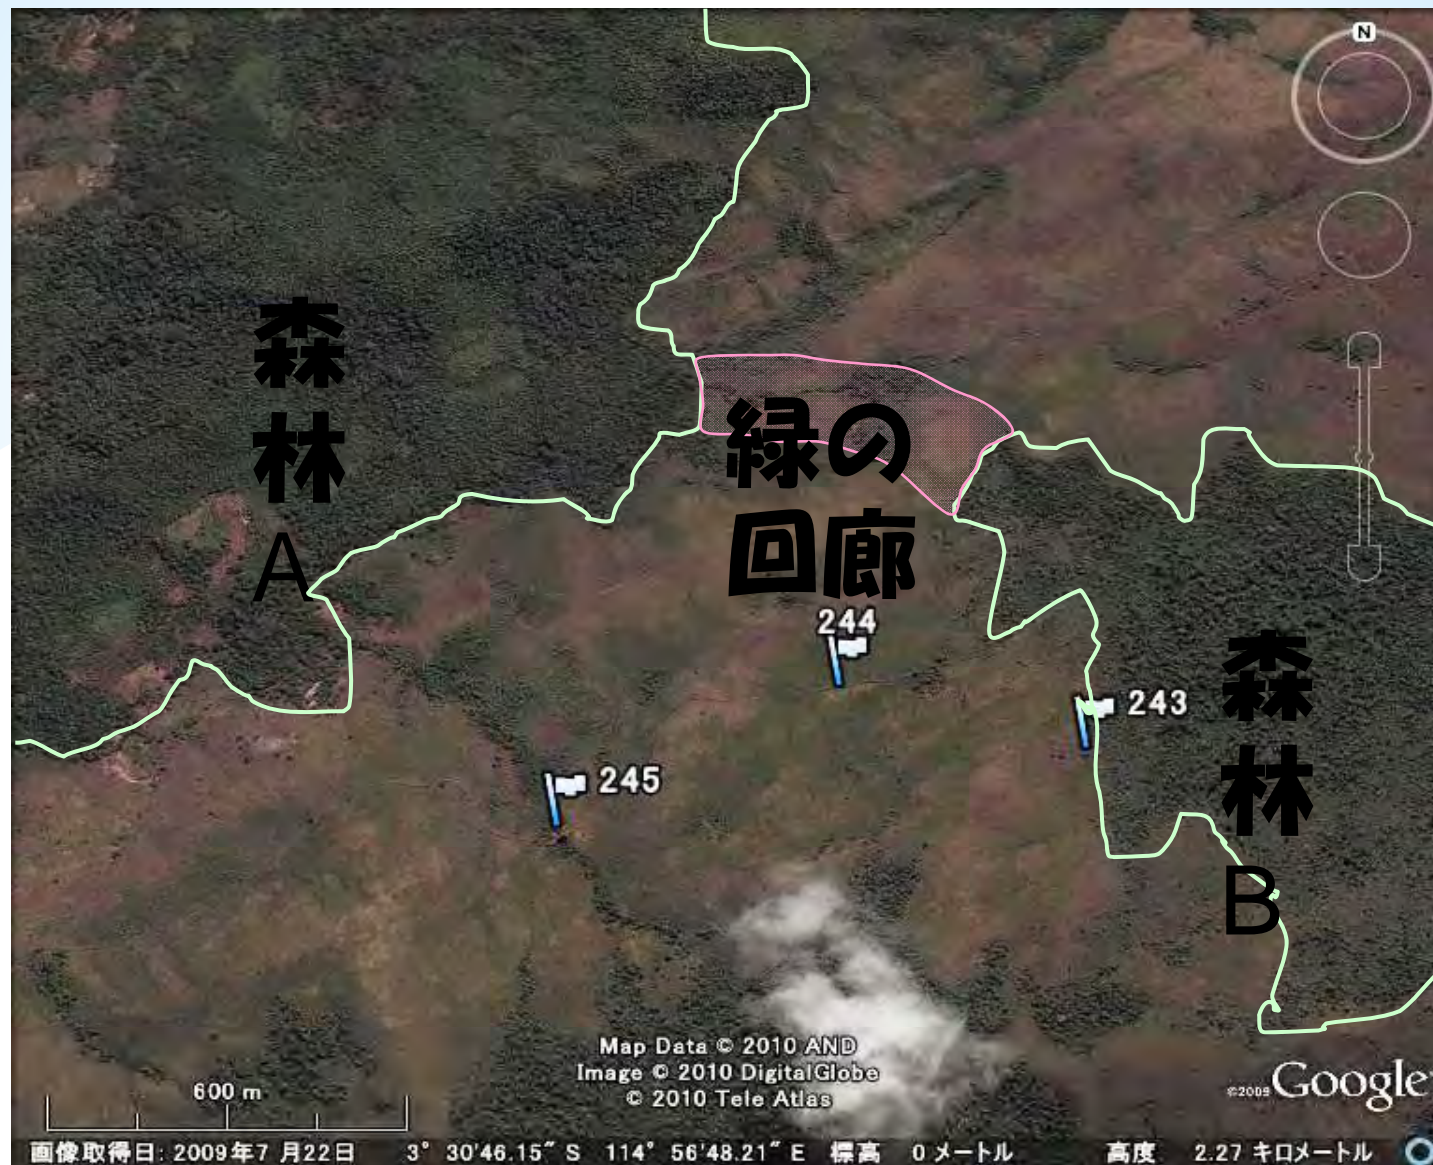 N
森
林
A
緑の
回廊
244
243
245
森
林
B
Map Data © 2010 AND
Image © 2010 DigitalGlobe
© 2010 Tele Atlas
600 m
©2009 Google
画像取得日: 2009年7月22日 3° 30'46.15" S 114° 56'48.21" E 標高 0 メートル 高度 2.27 キロメートル